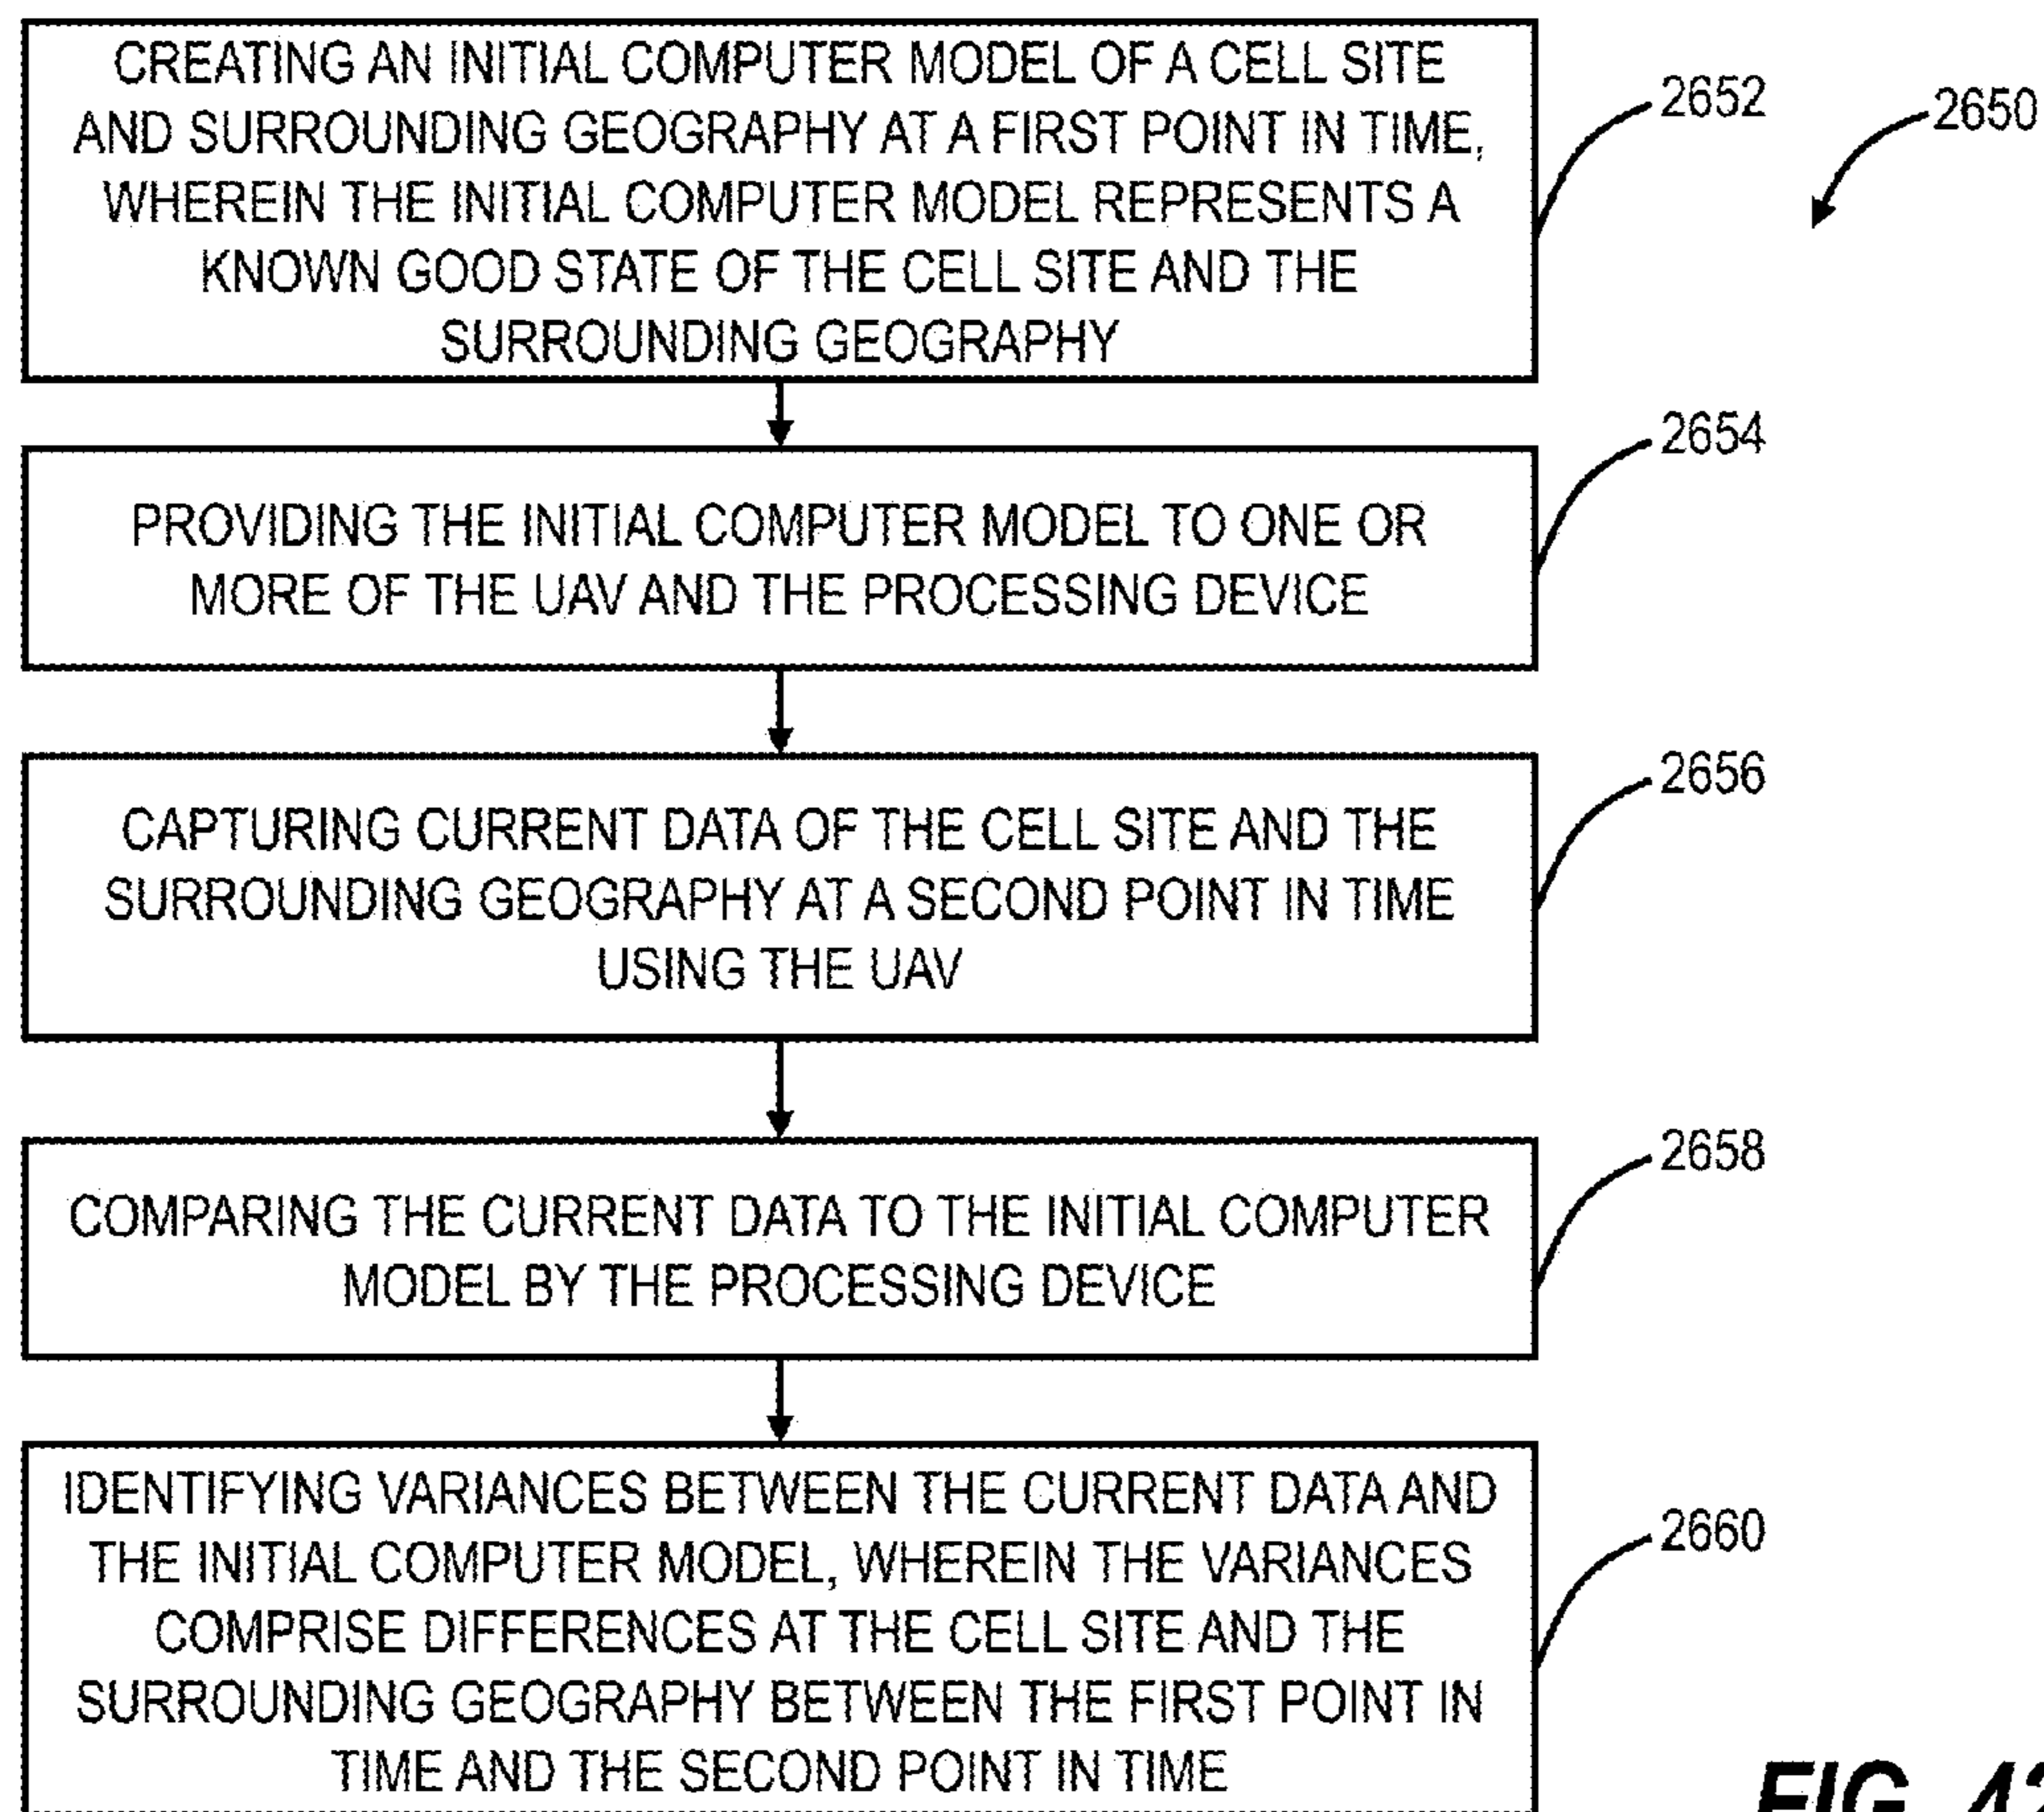 CREATING AN INITIAL COMPUTER MODEL OF A CELL SITE
AND SURROUNDING GEOGRAPHY AT A FIRST POINT IN TIME,
WHEREIN THE INITIAL COMPUTER MODEL REPRESENTS A
KNOWN GOOD STATE OF THE CELL SITE AND THE
SURROUNDING GEOGRAPHY
2652
2650
PROVIDING THE INITIAL COMPUTER MODEL TO ONE OR
MORE OF THE UAV AND THE PROCESSING DEVICE
2654
CAPTURING CURRENT DATA OF THE CELL SITE AND THE
SURROUNDING GEOGRAPHY AT A SECOND POINT IN TIME
USING THE UAV
2656
COMPARING THE CURRENT DATA TO THE INITIAL COMPUTER
MODEL BY THE PROCESSING DEVICE
2658
IDENTIFYING VARIANCES BETWEEN THE CURRENT DATA AND
THE INITIAL COMPUTER MODEL, WHEREIN THE VARIANCES
COMPRISE DIFFERENCES AT THE CELL SITE AND THE
SURROUNDING GEOGRAPHY BETWEEN THE FIRST POINT IN
TIME AND THE SECOND POINT IN TIME
2660
FIG.